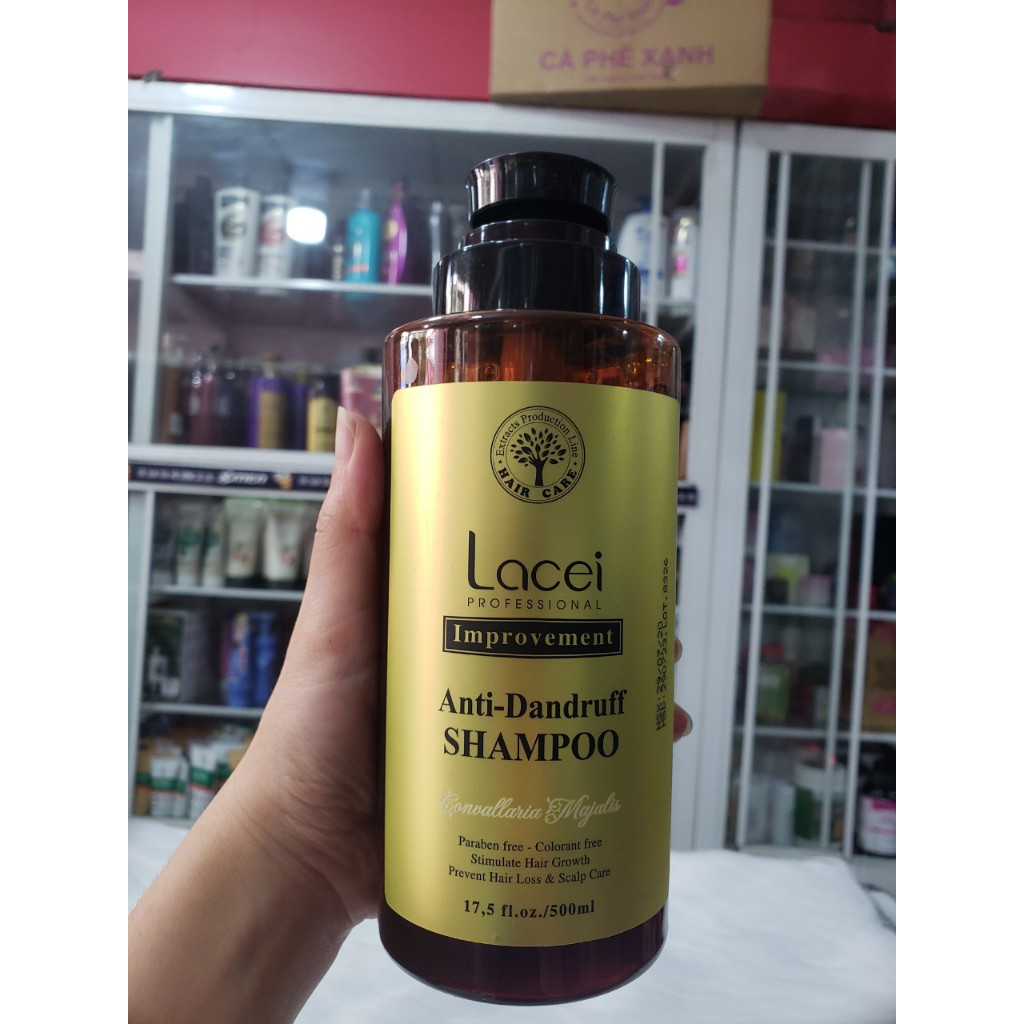 CÀ PHÊ XANH
Extracts Production Line
HAIR CARE
Lacei
PROFESSIONAL
Improvement
Anti-Dandruff
SHAMPOO
Convallaria Majalis
Paraben free - Colorant free
Stimulate Hair Growth
Prevent Hair Loss & Scalp Care
17,5 fl.oz./500ml